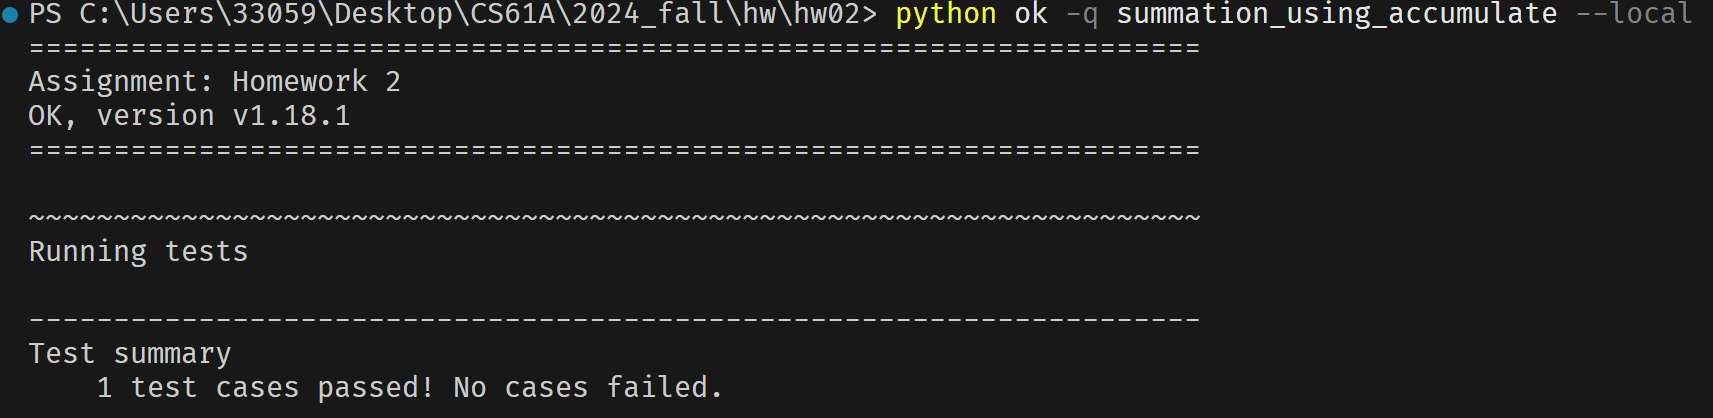 PS C:\Users\33059\Desktop\CS61A\2024_fall\hw\hw02> python ok -q summation_using_accumulate --local
=====================================================================
Assignment: Homework 2
OK, version v1.18.1
=====================================================================
~~~~~~~~~~~~~~~~~~~~~~~~~~~~~~~~~~~~~~~~~~~~~~~~~~~~~~~~~~~~~~~~~~~~~
Running tests
---------------------------------------------------------------------
Test summary
    1 test cases passed! No cases failed.